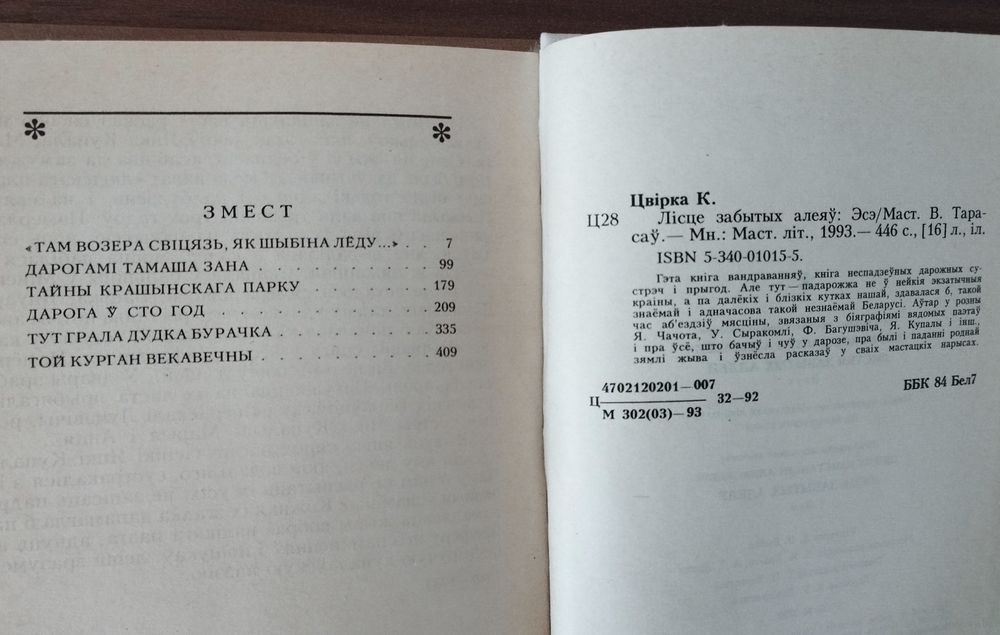 ЗМЕСТ
«ТАМ ВОЗЕРА СВІЦЯЗЬ, ЯК ШЫБІНА ЛЁДУ...» . . 7
ДАРОГАМІ ТАМАША ЗАНА . . . . . . . . . 99
ТАЙНЫ КРАШЫНСКАГА ПАРКУ . . . . . . . 179
ДАРОГА Ў СТО ГОД . . . . . . . . . . . 209
ТУТ ГРАЛА ДУДКА БУРАЧКА . . . . . . . . 335
ТОЙ КУРГАН ВЕКАВЕЧНЫ . . . . . . . . . 409
Цвірка К.
Ц28 Лісце забытых алеяў: Эсэ/Маст. В. Тара-
саў.— Мн.: Маст. літ., 1993.— 446 с., [16] л., іл.
ISBN 5-340-01015-5.
Гэта кніга вандраванняў, кніга неспадзеўных дарожных су-
стрэч і прыгод. Але тут — падарожжа не ў нейкія экзатычныя
краіны, а па далёкіх і блізкіх кутках нашай, здавалася б, такой
знаёмай і адначасова такой незнаёмай Беларусі. Аўтар у розны
час аб'ездзіў мясціны, звязаныя з біяграфіямі вядомых паэтаў
Я. Чачота, У. Сыракомлі, Ф. Багушэвіча, Я. Купалы і інш.,
і пра ўсё, што бачыў і чуў у дарозе, пра былі і паданні роднай
зямлі жыва і ўзнёсла расказаў у сваіх мастацкіх нарысах.
4702120201—007
Ц 32—92 ББК 84 Бел7
М 302(03)—93